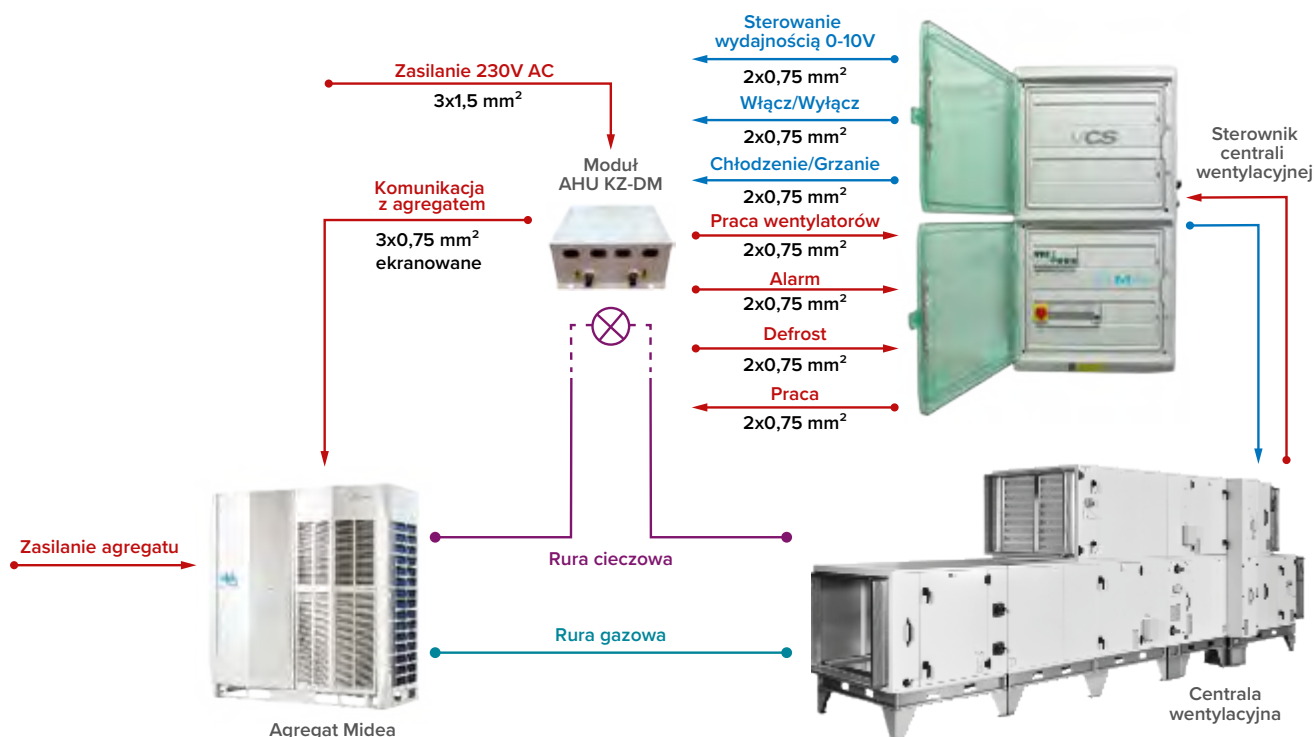 Sterowanie
wydajnością 0-10V
2x0,75 mm²
Zasilanie 230V AC
3x1,5 mm²
Włącz/Wyłącz
2x0,75 mm²
Moduł
AHU KZ-DM
Chłodzenie/Grzanie
2x0,75 mm²
Sterownik
centrali
wentylacyjnej
Komunikacja
z agregatem
3x0,75 mm²
ekranowane
Praca wentylatorów
2x0,75 mm²
Alarm
2x0,75 mm²
Defrost
2x0,75 mm²
Praca
2x0,75 mm²
Zasilanie agregatu
Rura cieczowa
Rura gazowa
Agregat Midea
Centrala
wentylacyjna